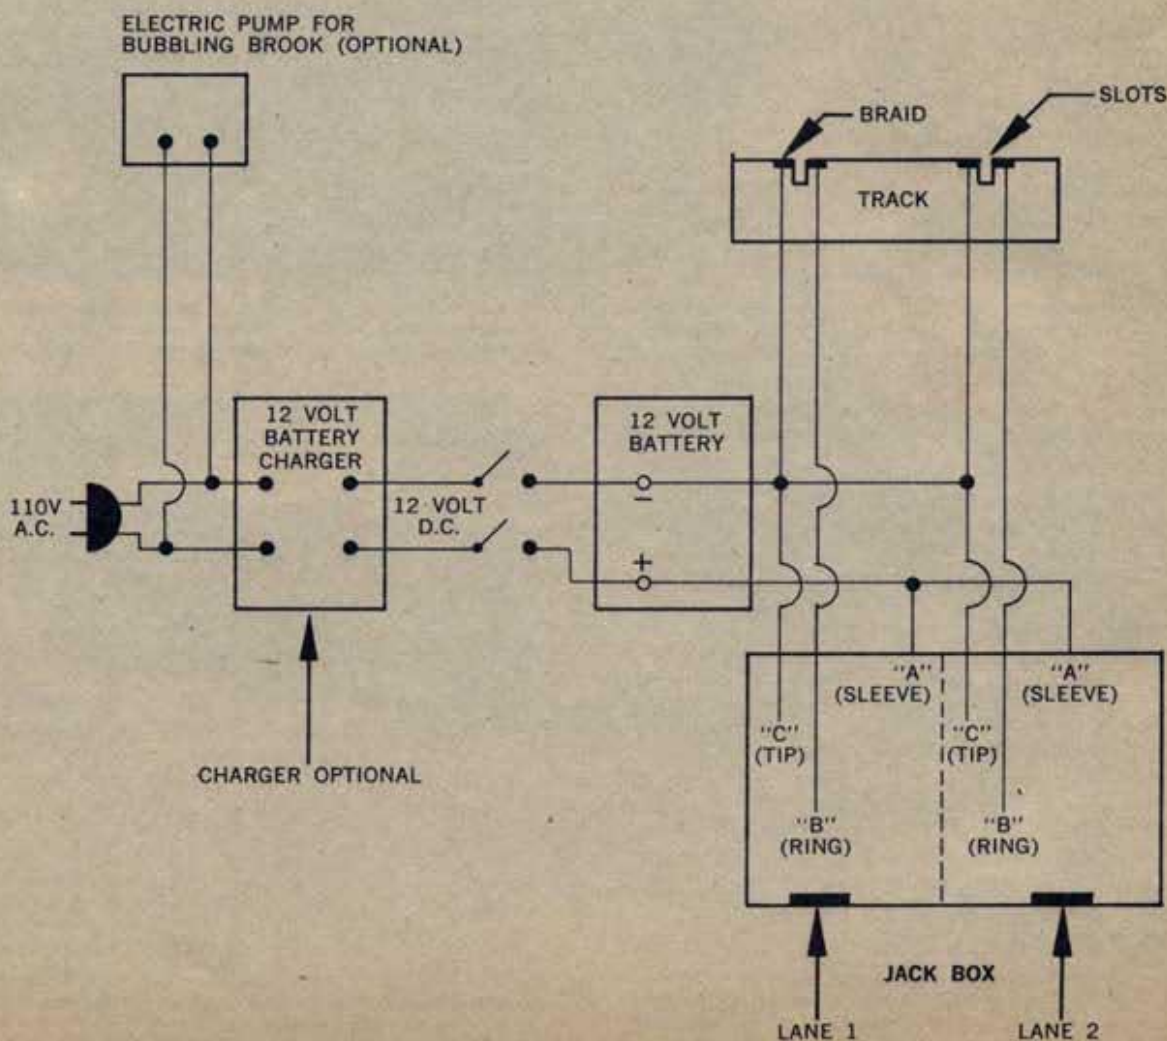 ELECTRIC PUMP FOR
BUBBLING BROOK (OPTIONAL)
BRAID
SLOTS
TRACK
12 VOLT
BATTERY
CHARGER
12 VOLT
BATTERY
110V
A.C.
12 VOLT
D.C.
−
+
"A"
(SLEEVE)
"A"
(SLEEVE)
"C"
(TIP)
"C"
(TIP)
CHARGER OPTIONAL
"B"
(RING)
"B"
(RING)
JACK BOX
LANE 1
LANE 2